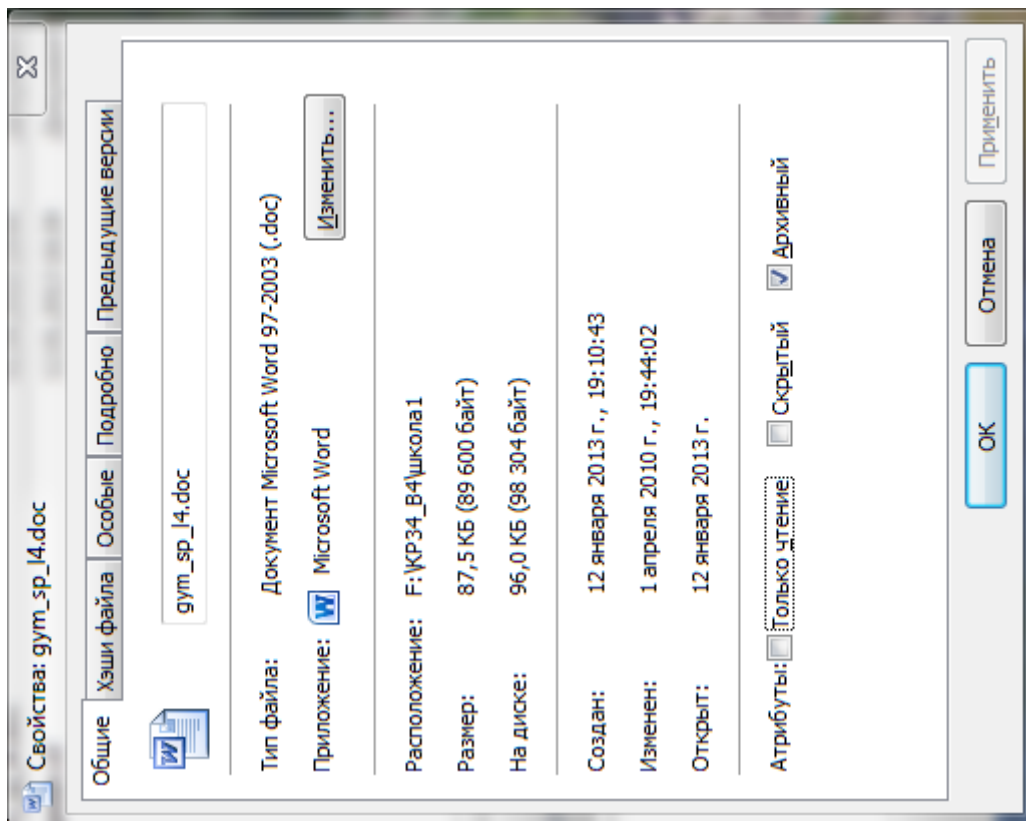 Свойства: gym_sp_l4.doc
Общие Хэши файла Особые Подробно Предыдущие версии
gym_sp_l4.doc
Тип файла: Документ Microsoft Word 97-2003 (.doc)
Приложение: Microsoft Word Изменить...
Расположение: F:\KP34_B4\школа1
Размер: 87,5 КБ (89 600 байт)
На диске: 96,0 КБ (98 304 байт)
Создан: 12 января 2013 г., 19:10:43
Изменен: 1 апреля 2010 г., 19:44:02
Открыт: 12 января 2013 г.
Атрибуты: Только чтение Скрытый Архивный
ОК Отмена Применить